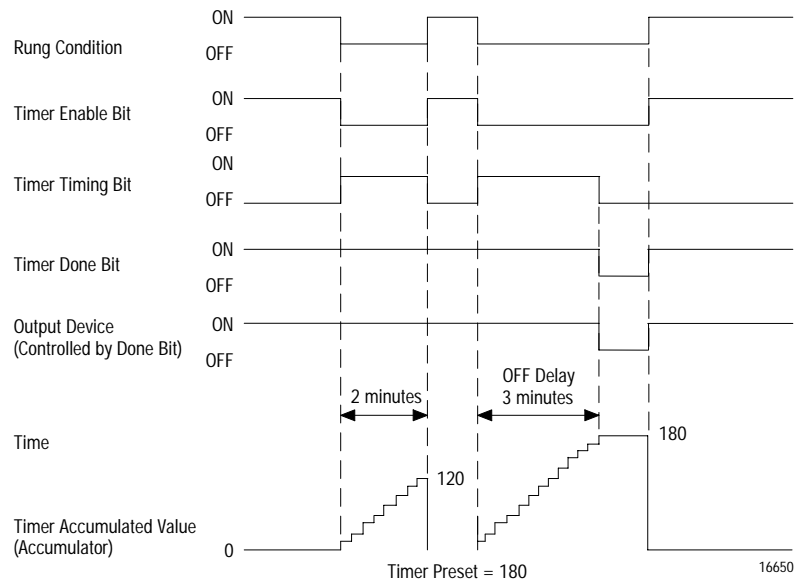 ON
Rung Condition
OFF
ON
Timer Enable Bit
OFF
ON
Timer Timing Bit
OFF
ON
Timer Done Bit
OFF
Output Device
(Controlled by Done Bit)
ON
OFF
2 minutes
OFF Delay
3 minutes
Time
180
120
Timer Accumulated Value
(Accumulator)
0
Timer Preset = 180
16650